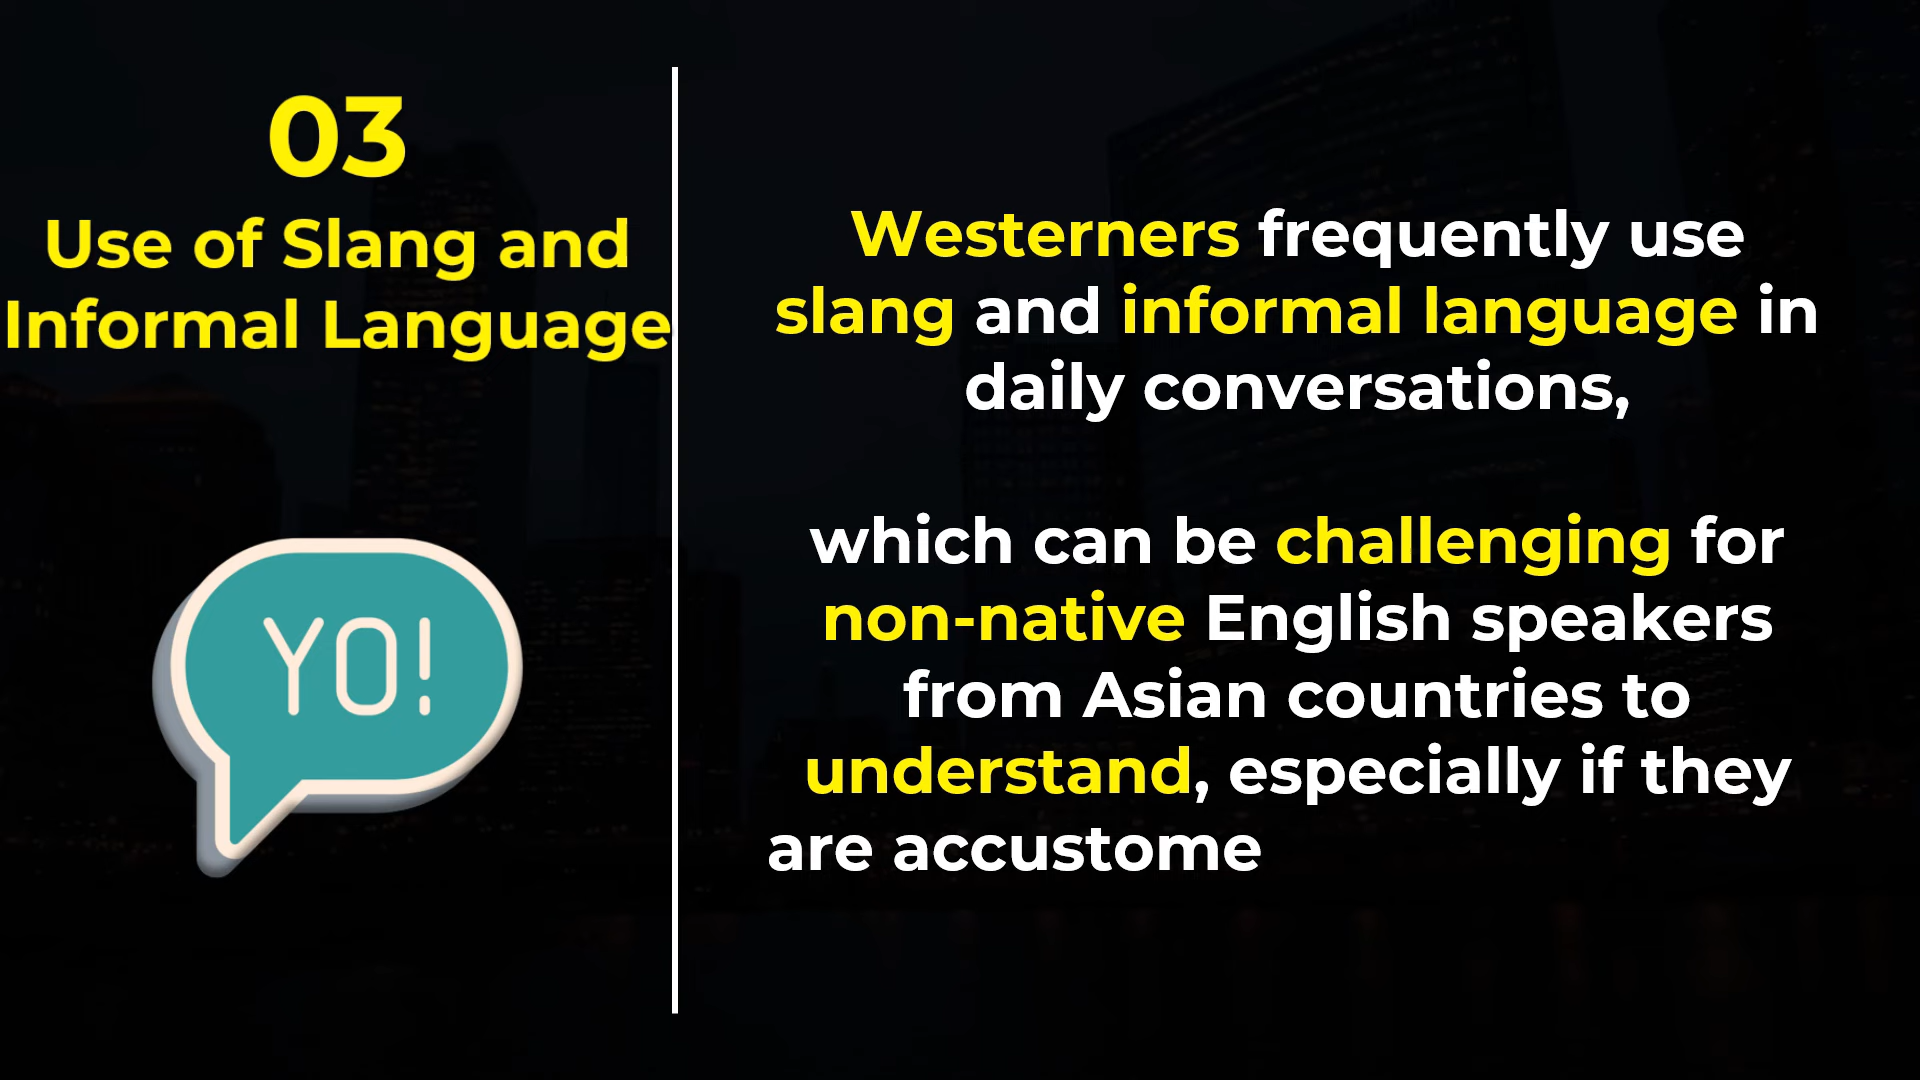 03
Use of Slang and
Informal Language
YO!
Westerners frequently use
slang and informal language in
daily conversations,
which can be challenging for
non-native English speakers
from Asian countries to
understand, especially if they
are accustome